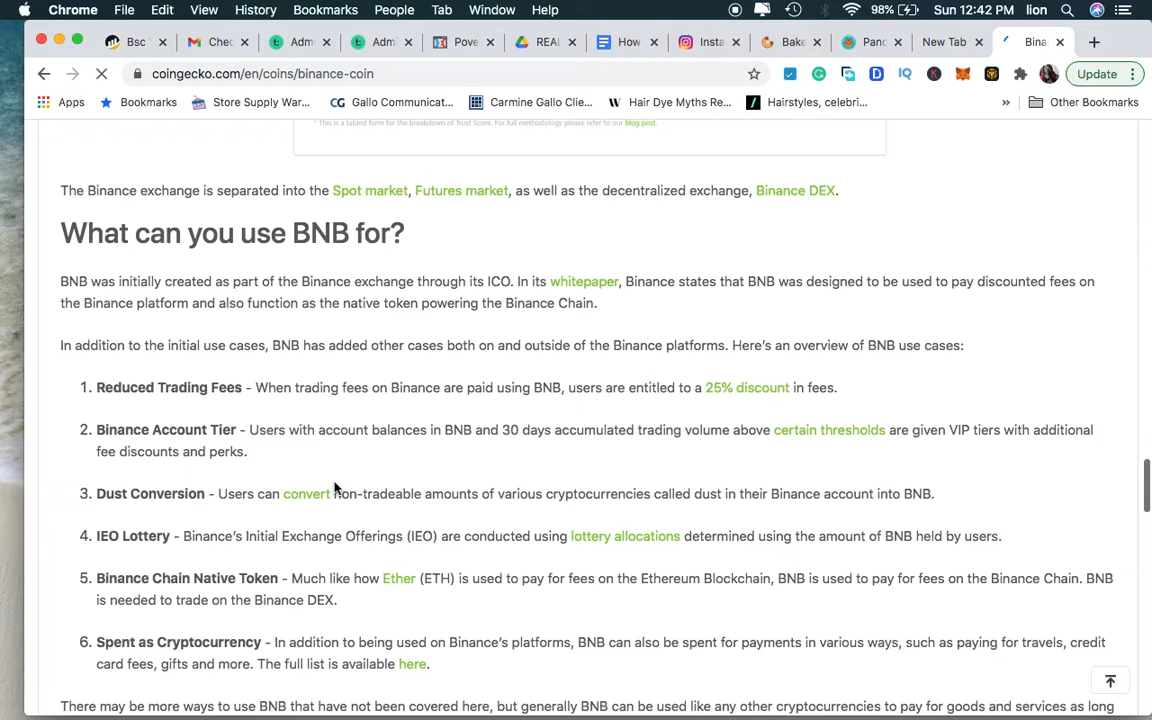 Chrome File Edit View History Bookmarks People Tab Window Help 98% Sun 12:42 PM lion
Bsc Chec Adm Adm Pove REAL How Insta Bake Panc New Tab Bina
coingecko.com/en/coins/binance-coin Update
Apps Bookmarks Store Supply War... CG Gallo Communicat... Carmine Gallo Clie... Hair Dye Myths Re... Hairstyles, celebri... » Other Bookmarks
* This is a tabled form for the breakdown of Trust Score. For full methodology please refer to our blog post.
The Binance exchange is separated into the Spot market, Futures market, as well as the decentralized exchange, Binance DEX.
What can you use BNB for?
BNB was initially created as part of the Binance exchange through its ICO. In its whitepaper, Binance states that BNB was designed to be used to pay discounted fees on
the Binance platform and also function as the native token powering the Binance Chain.
In addition to the initial use cases, BNB has added other cases both on and outside of the Binance platforms. Here's an overview of BNB use cases:
1. Reduced Trading Fees - When trading fees on Binance are paid using BNB, users are entitled to a 25% discount in fees.
2. Binance Account Tier - Users with account balances in BNB and 30 days accumulated trading volume above certain thresholds are given VIP tiers with additional
fee discounts and perks.
3. Dust Conversion - Users can convert non-tradeable amounts of various cryptocurrencies called dust in their Binance account into BNB.
4. IEO Lottery - Binance's Initial Exchange Offerings (IEO) are conducted using lottery allocations determined using the amount of BNB held by users.
5. Binance Chain Native Token - Much like how Ether (ETH) is used to pay for fees on the Ethereum Blockchain, BNB is used to pay for fees on the Binance Chain. BNB
is needed to trade on the Binance DEX.
6. Spent as Cryptocurrency - In addition to being used on Binance's platforms, BNB can also be spent for payments in various ways, such as paying for travels, credit
card fees, gifts and more. The full list is available here.
There may be more ways to use BNB that have not been covered here, but generally BNB can be used like any other cryptocurrencies to pay for goods and services as long